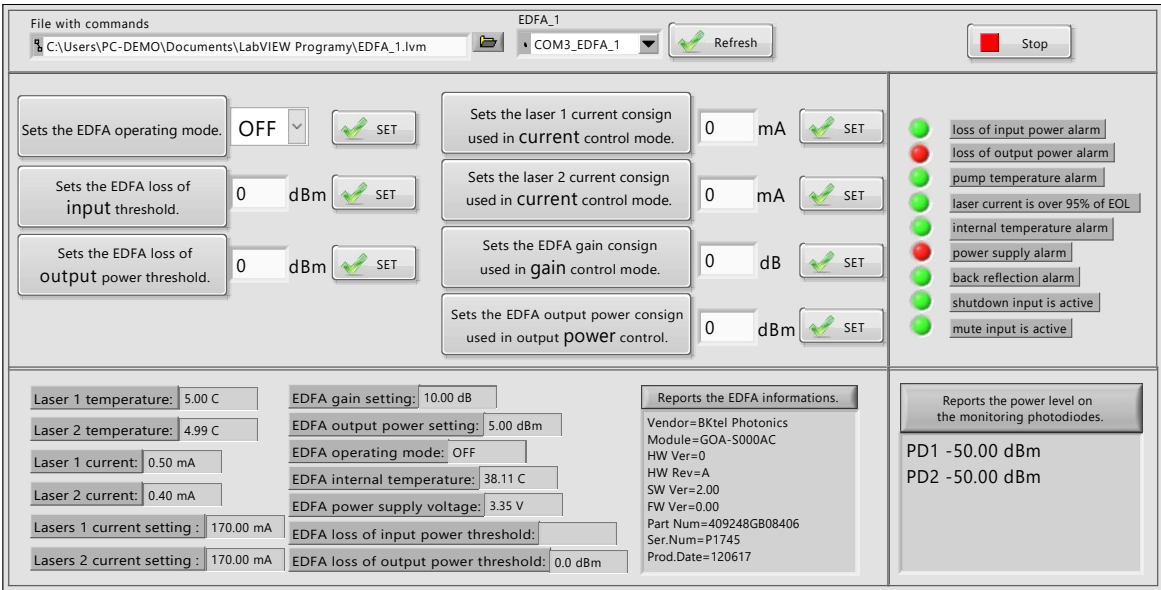 File with commands
C:\Users\PC-DEMO\Documents\LabVIEW Programy\EDFA_1.lvm
EDFA_1
COM3_EDFA_1
Refresh
Stop
Sets the EDFA operating mode.
OFF
SET
Sets the EDFA loss of
input threshold.
0
dBm
SET
Sets the EDFA loss of
output power threshold.
0
dBm
SET
Sets the laser 1 current consign
used in current control mode.
0
mA
SET
Sets the laser 2 current consign
used in current control mode.
0
mA
SET
Sets the EDFA gain consign
used in gain control mode.
0
dB
SET
Sets the EDFA output power consign
used in output power control.
0
dBm
SET
loss of input power alarm
loss of output power alarm
pump temperature alarm
laser current is over 95% of EOL
internal temperature alarm
power supply alarm
back reflection alarm
shutdown input is active
mute input is active
Laser 1 temperature: 5.00 C
Laser 2 temperature: 4.99 C
Laser 1 current: 0.50 mA
Laser 2 current: 0.40 mA
Lasers 1 current setting : 170.00 mA
Lasers 2 current setting : 170.00 mA
EDFA gain setting: 10.00 dB
EDFA output power setting: 5.00 dBm
EDFA operating mode: OFF
EDFA internal temperature: 38.11 C
EDFA power supply voltage: 3.35 V
EDFA loss of input power threshold:
EDFA loss of output power threshold: 0.0 dBm
Reports the EDFA informations.
Vendor=BKtel Photonics
Module=GOA-S000AC
HW Ver=0
HW Rev=A
SW Ver=2.00
FW Ver=0.00
Part Num=409248GB08406
Ser.Num=P1745
Prod.Date=120617
Reports the power level on
the monitoring photodiodes.
PD1 -50.00 dBm
PD2 -50.00 dBm